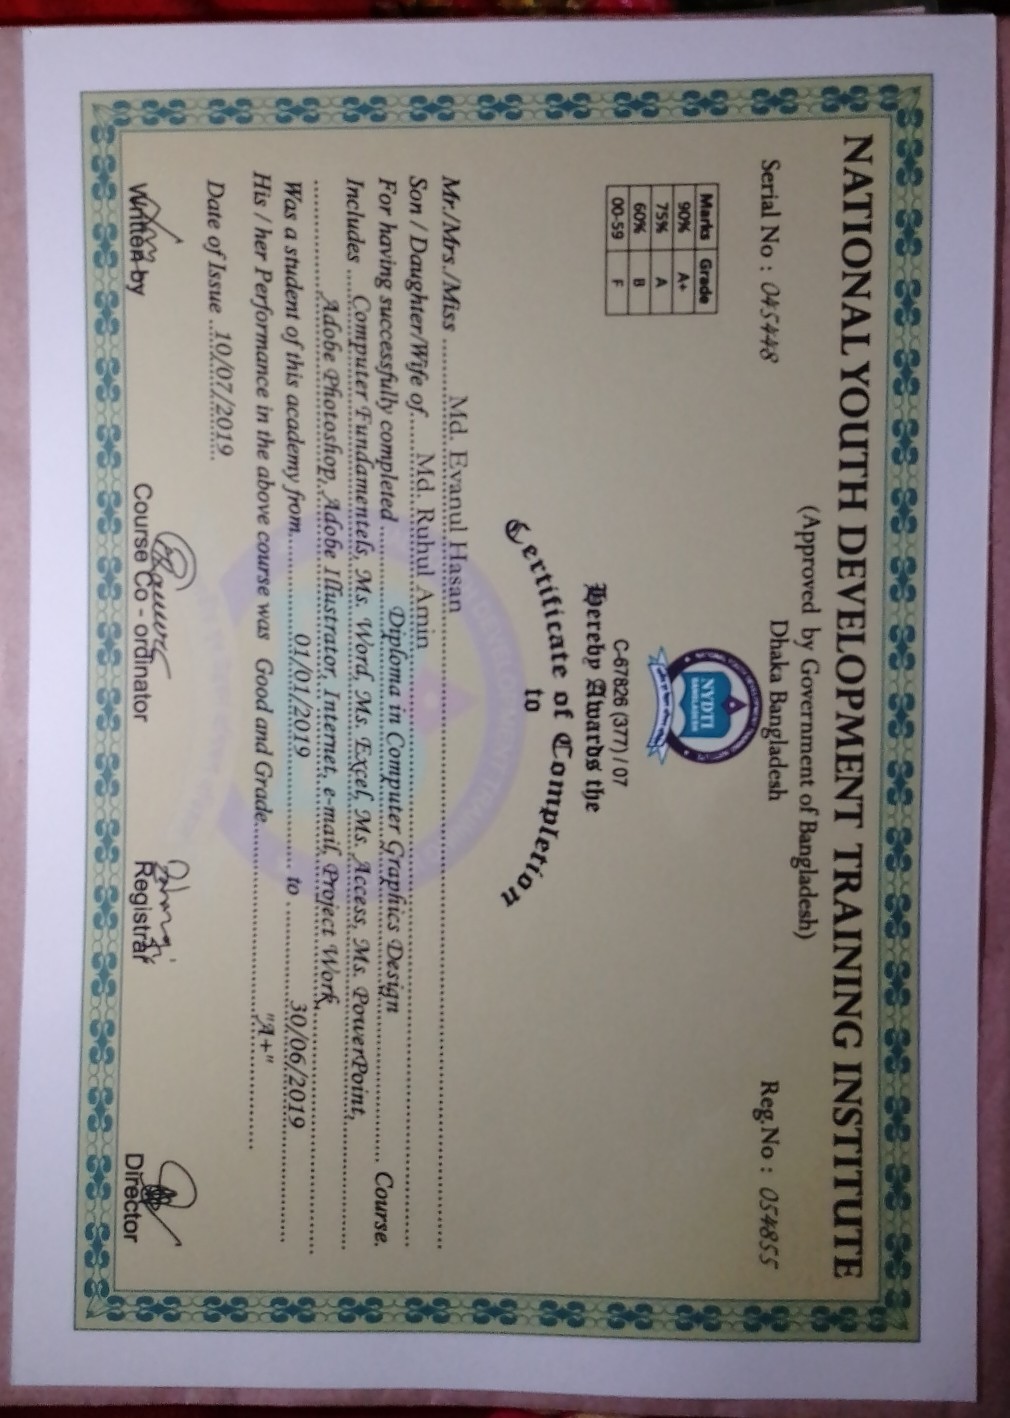 NATIONAL YOUTH DEVELOPMENT TRAINING INSTITUTE
(Approved by Government of Bangladesh)
Dhaka Bangladesh
Serial No : 045448
Reg.No : 054855
Marks Grade
90% A+
75% A
60% B
00-59 F
NATIONAL YOUTH DEVELOPMENT TRAINING INSTITUTE
NYDTI
BANGLADESH
C-67826 (377) / 07
Hereby Awards the
Certificate of Completion
to
Mr./Mrs./Miss Md. Evanul Hasan
Son / Daughter/Wife of Md. Ruhul Amin
For having successfully completed Diploma in Computer Graphics Design Course.
Includes Computer Fundamentels, Ms. Word, Ms. Excel, Ms. Access, Ms. PowerPoint,
Adobe Photoshop, Adobe Illustrator, Internet, e-mail, Project Work,
Was a student of this academy from 01/01/2019 to 30/06/2019
His / her Performance in the above course was Good and Grade "A+"
Date of Issue 10/07/2019
Written by
Course Co - ordinator
Registrar
Director